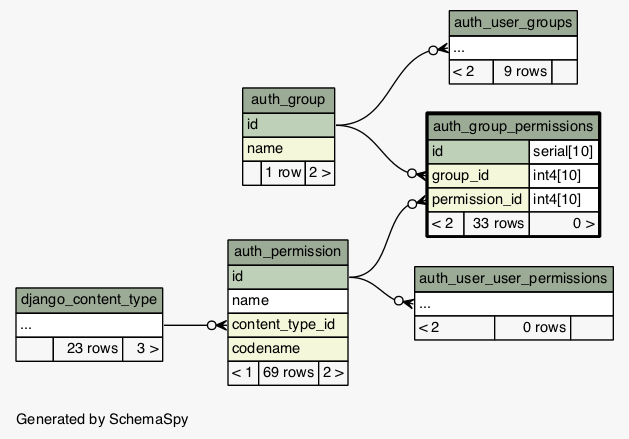 auth_user_groups
...
< 2 9 rows
auth_group
id
name
1 row 2 >
auth_group_permissions
id serial[10]
group_id int4[10]
permission_id int4[10]
< 2 33 rows 0 >
auth_permission
id
name
content_type_id
codename
< 1 69 rows 2 >
auth_user_user_permissions
...
< 2 0 rows
django_content_type
...
23 rows 3 >
Generated by SchemaSpy